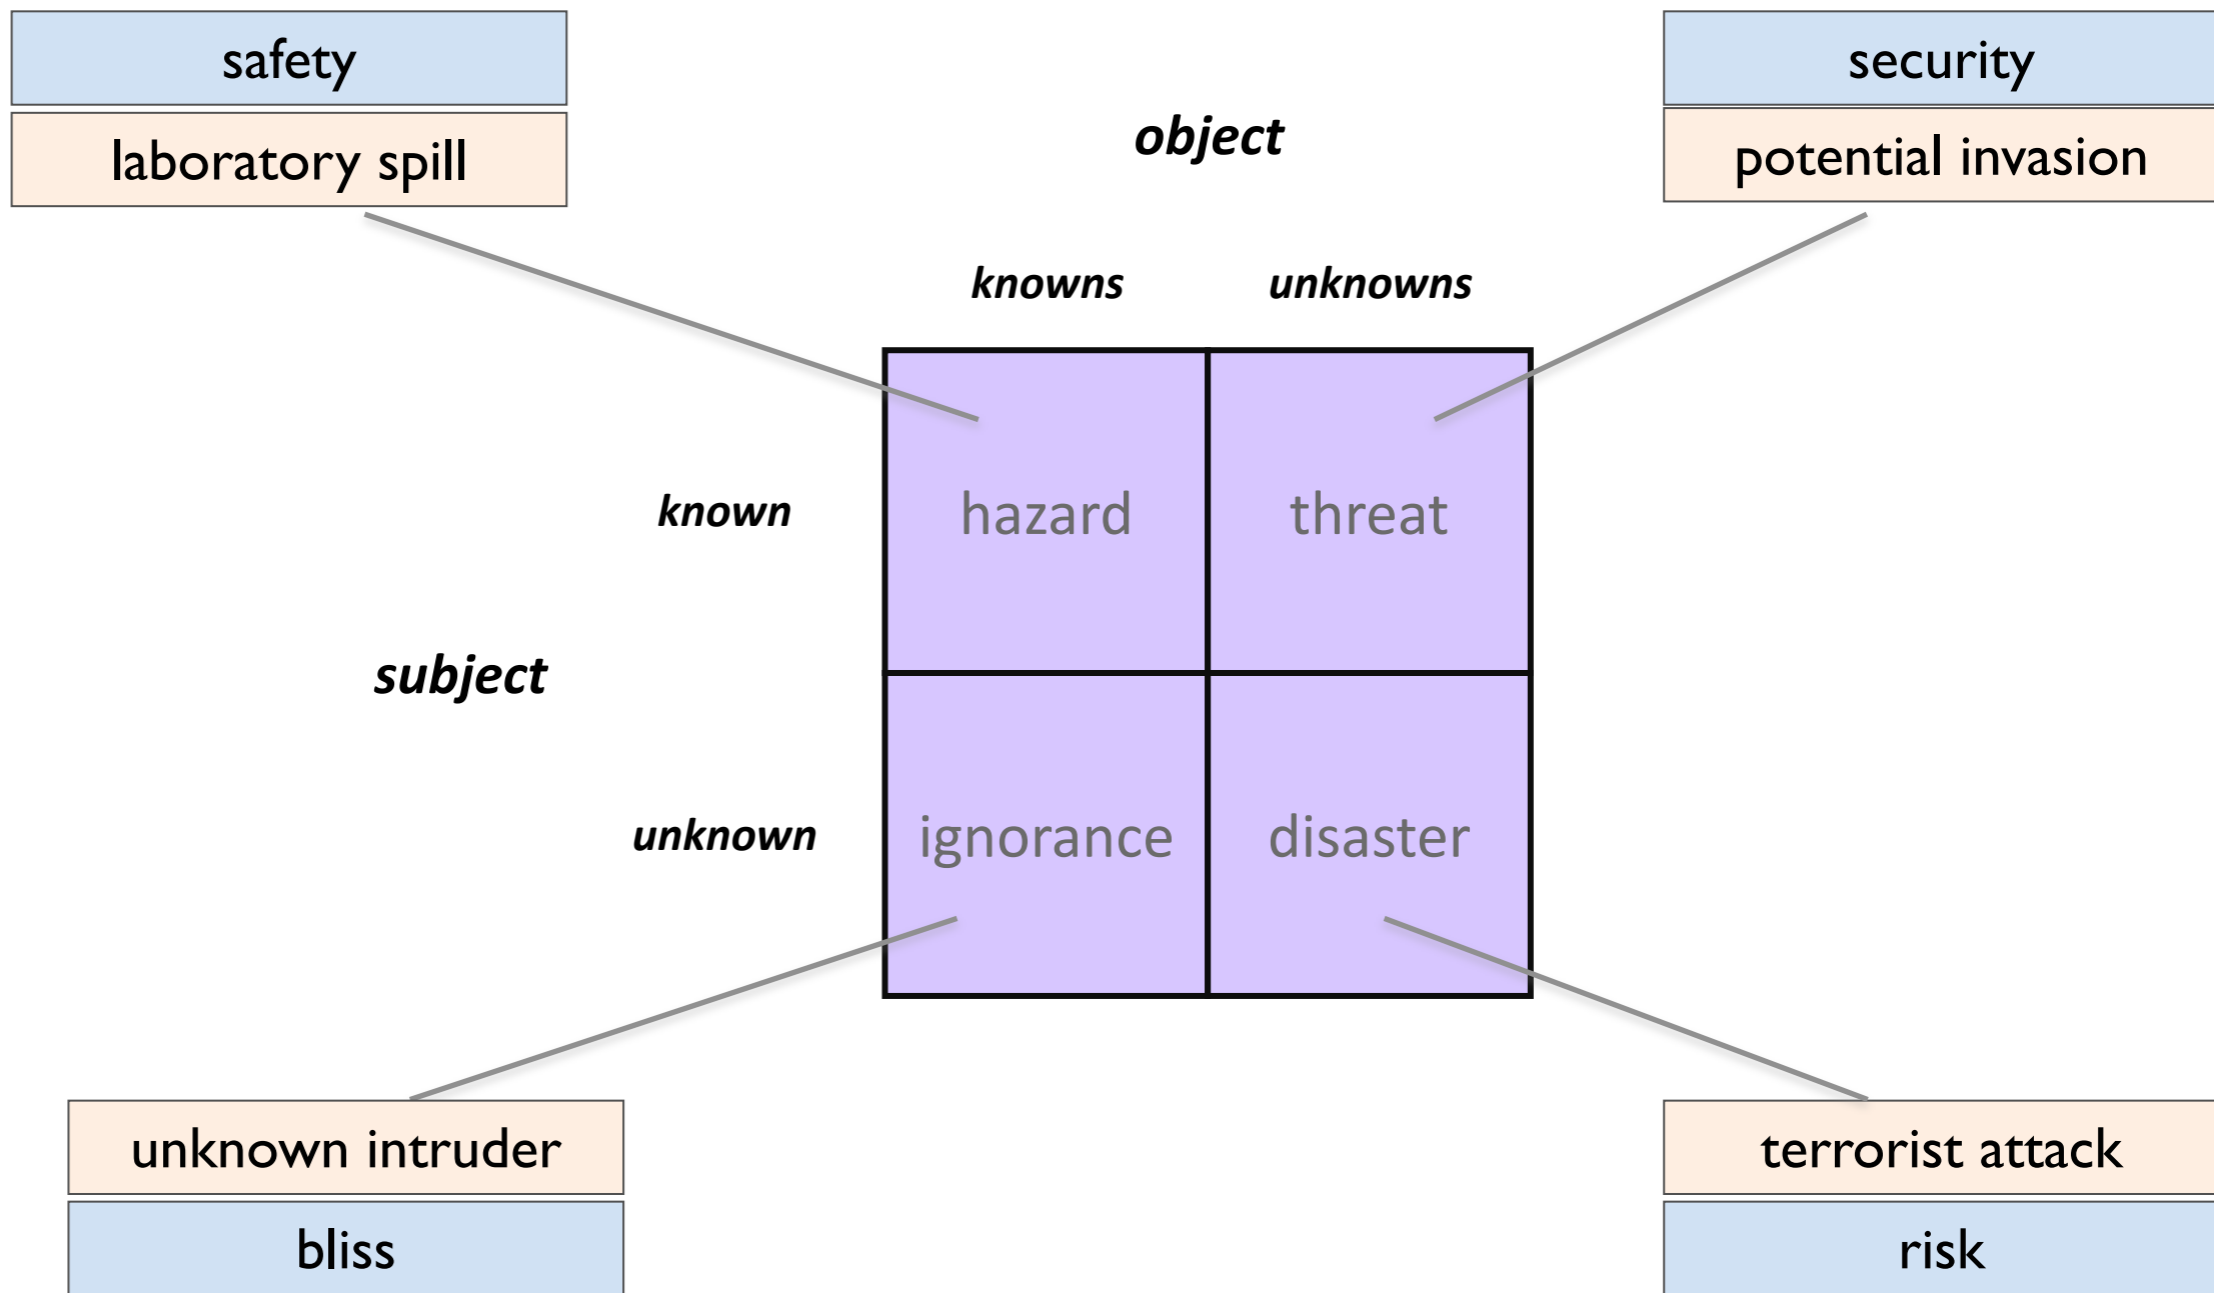 safety
security
laboratory spill
potential invasion
object
knowns unknowns
known
hazard threat
subject
unknown
ignorance disaster
unknown intruder
terrorist attack
bliss
risk